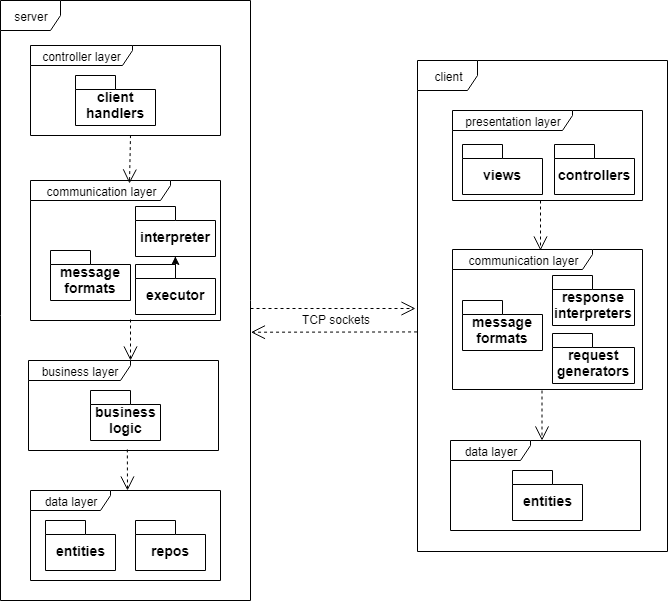 server
controller layer
client
handlers
communication layer
interpreter
message
formats
executor
business layer
business
logic
data layer
entities
repos
TCP sockets
client
presentation layer
views
controllers
communication layer
response
interpreters
message
formats
request
generators
data layer
entities